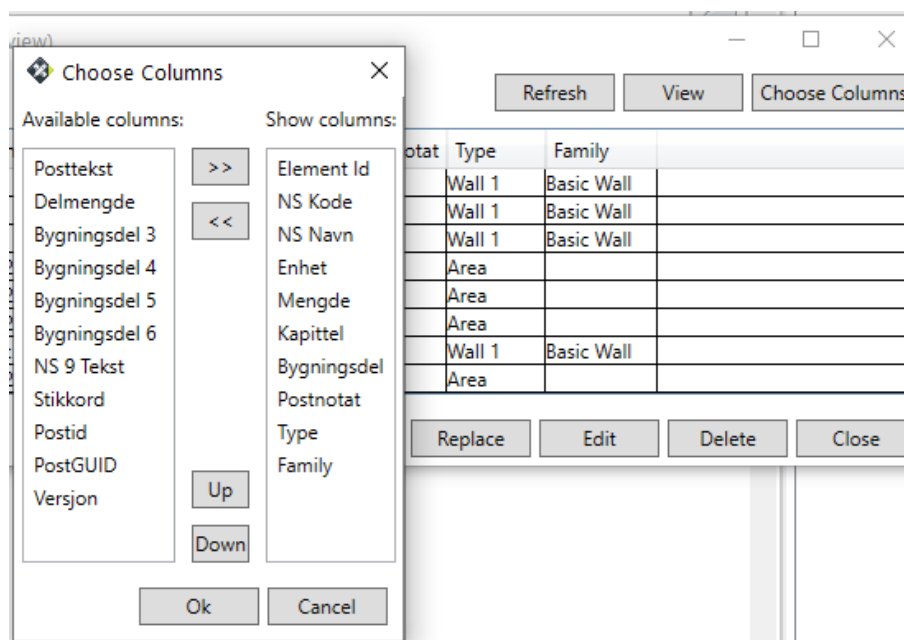 view)
Choose Columns
Available columns:
Show columns:
Posttekst
Delmengde
Bygningsdel 3
Bygningsdel 4
Bygningsdel 5
Bygningsdel 6
NS 9 Tekst
Stikkord
Postid
PostGUID
Versjon
>>
<<
Up
Down
Element Id
NS Kode
NS Navn
Enhet
Mengde
Kapittel
Bygningsdel
Postnotat
Type
Family
Ok
Cancel
Refresh
View
Choose Columns
otat Type Family
Wall 1 Basic Wall
Wall 1 Basic Wall
Wall 1 Basic Wall
Area
Area
Area
Wall 1 Basic Wall
Area
Replace
Edit
Delete
Close